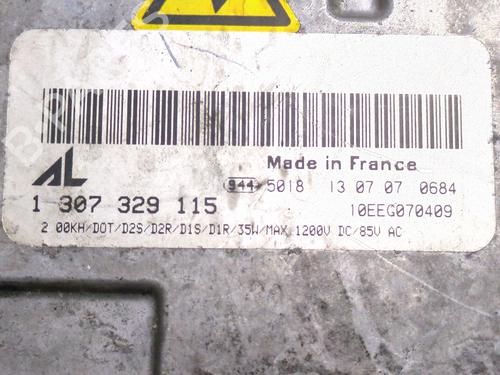 AL
Made in France
944 5018 13 07 07 0684
1 307 329 115
10EEG070409
2.00KH/DOT/D2S/D2R/D1S/D1R/35W/MAX.1200V DC/85V AC